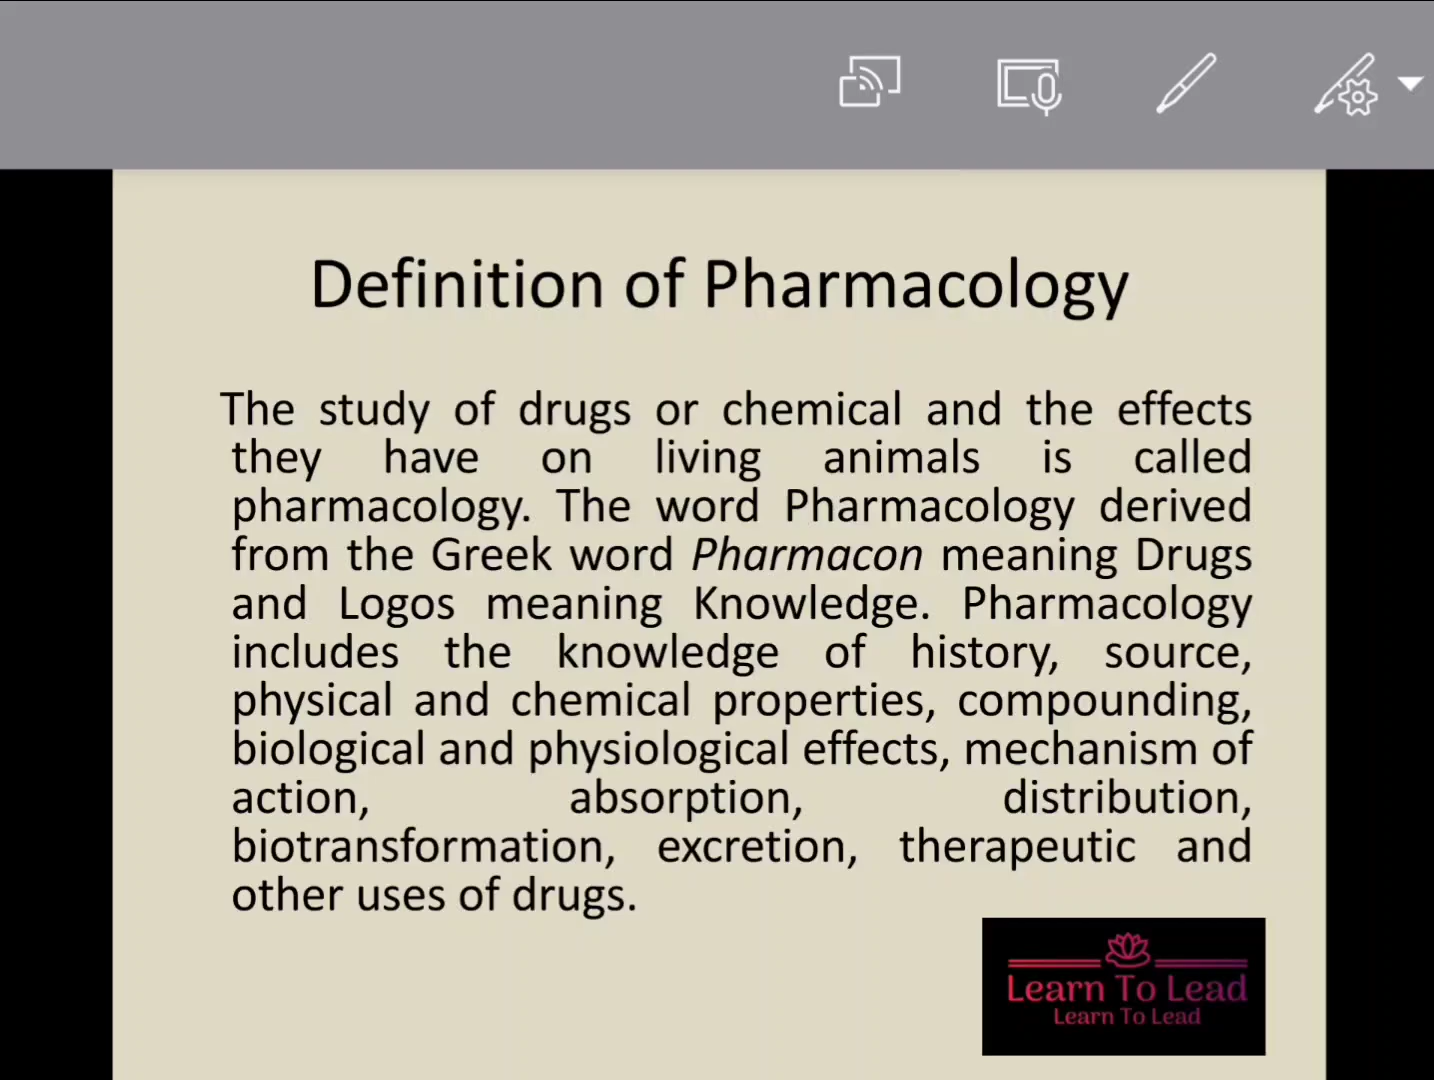 Definition of Pharmacology
The study of drugs or chemical and the effects
they have on living animals is called
pharmacology. The word Pharmacology derived
from the Greek word Pharmacon meaning Drugs
and Logos meaning Knowledge. Pharmacology
includes the knowledge of history, source,
physical and chemical properties, compounding,
biological and physiological effects, mechanism of
action, absorption, distribution,
biotransformation, excretion, therapeutic and
other uses of drugs.
Learn To Lead
Learn To Lead